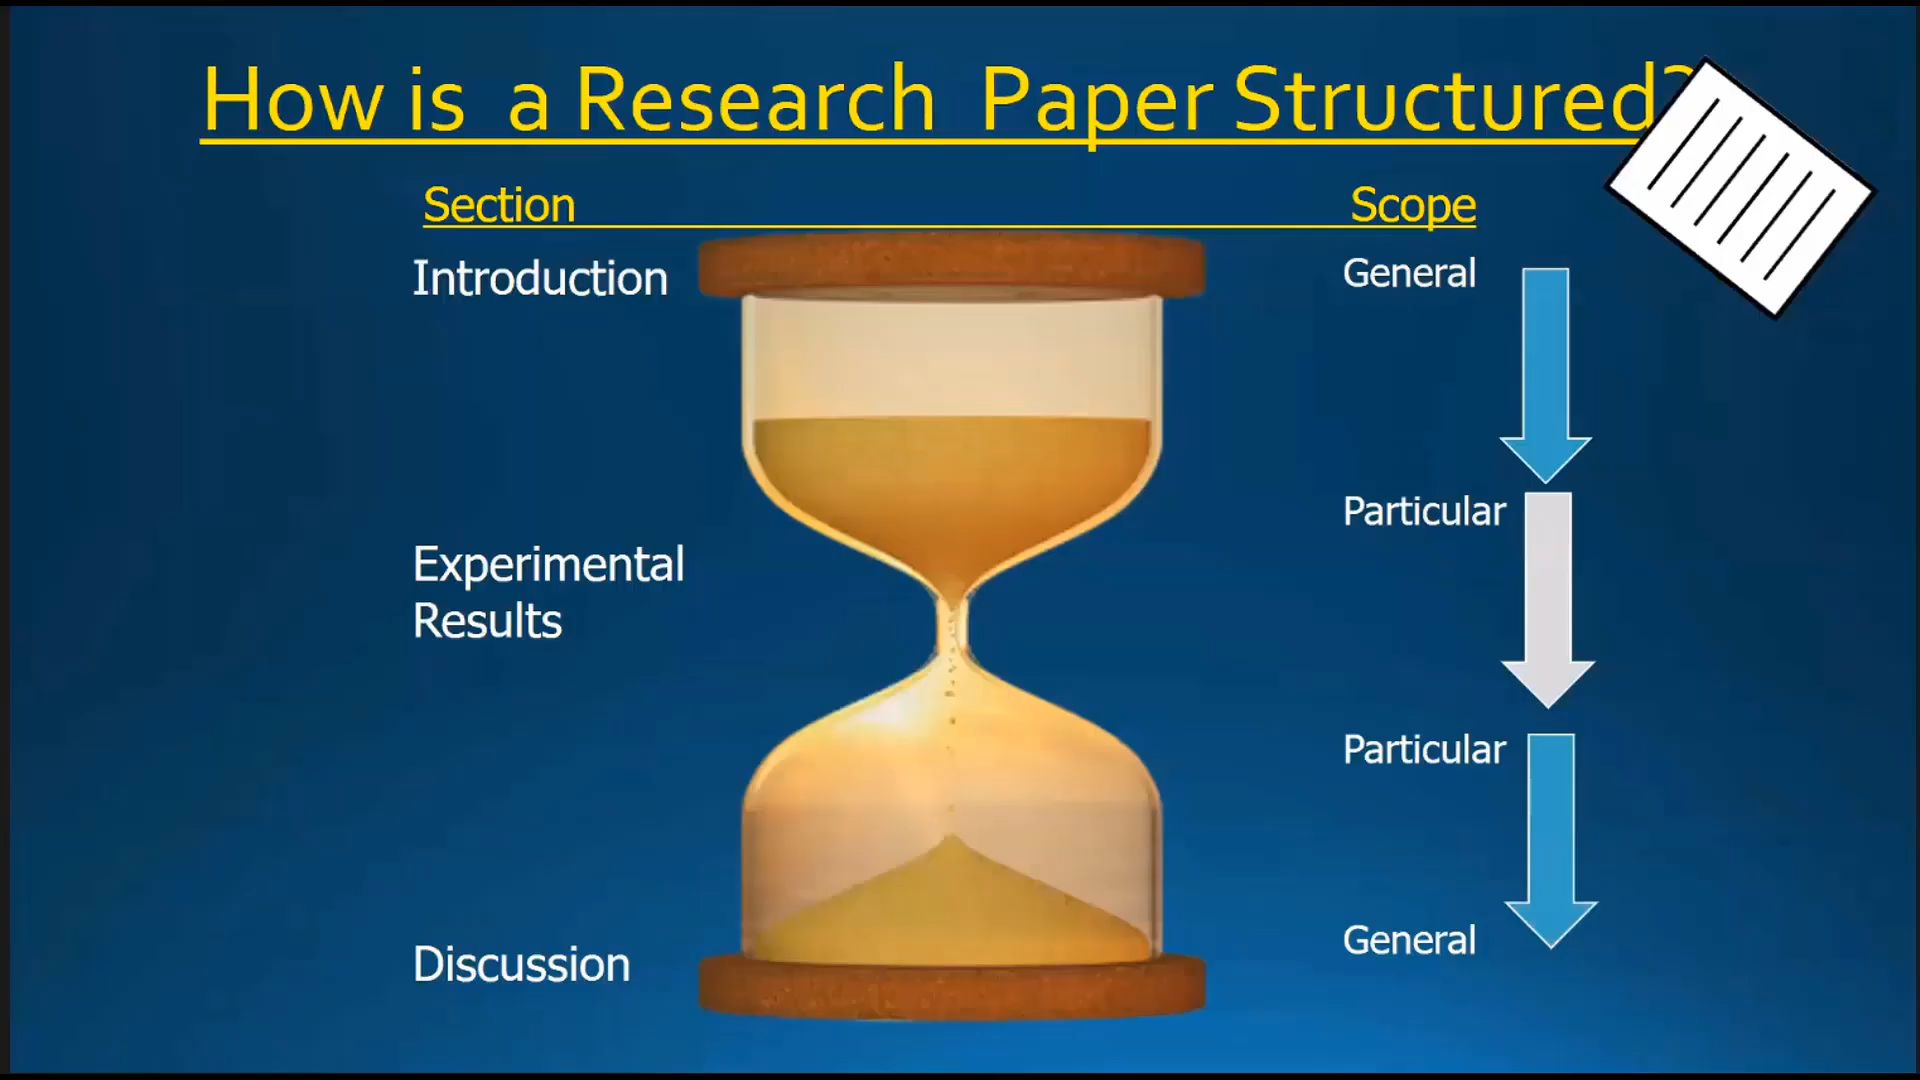 How is a Research Paper Structured?
Section Scope
Introduction General
Particular
Experimental
Results
Particular
General
Discussion